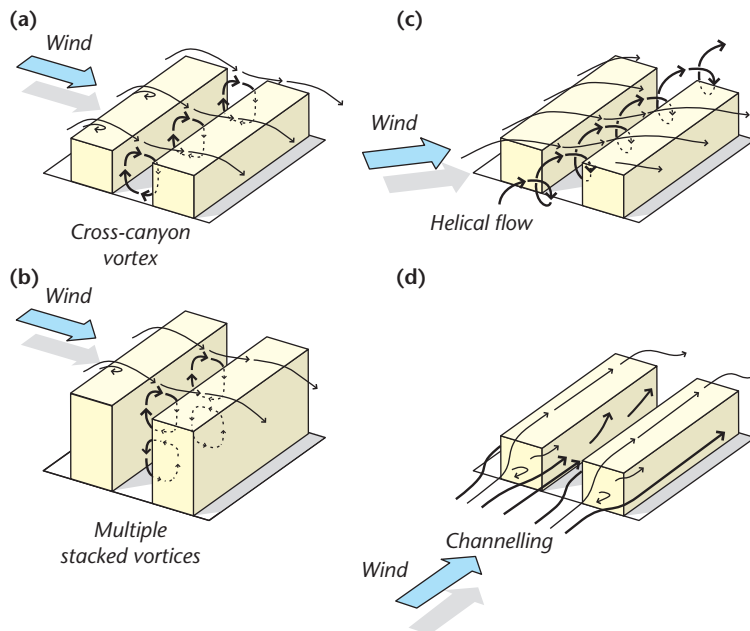 (a)
Wind
Cross-canyon
vortex
(b)
Wind
Multiple
stacked vortices
(c)
Wind
Helical flow
(d)
Channelling
Wind